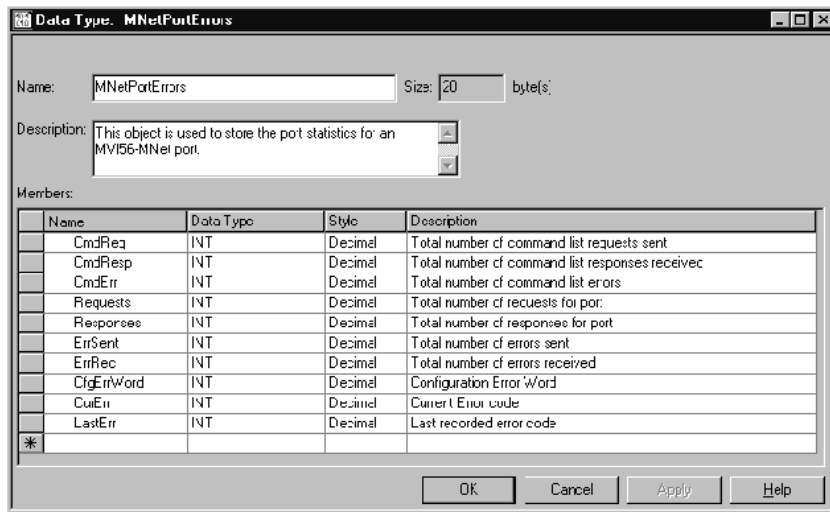 Data Type: MNetPortErrors
Name: MNetPortErrors Size: 20 byte(s)
Description: This object is used to store the port statistics for an
MVI56-MNet port.
Members:
Name Data Type Style Description
CmdReq INT Decimal Total number of command list requests sent
CmdResp INT Decimal Total number of command list responses received
CmdErr INT Decimal Total number of command list errors
Requests INT Decimal Total number of requests for port
Responses INT Decimal Total number of responses for port
ErrSent INT Decimal Total number of errors sent
ErrRec INT Decimal Total number of errors received
CfgErrWord INT Decimal Configuration Error Word
CurErr INT Decimal Current Error code
LastErr INT Decimal Last recorded error code
OK Cancel Apply Help